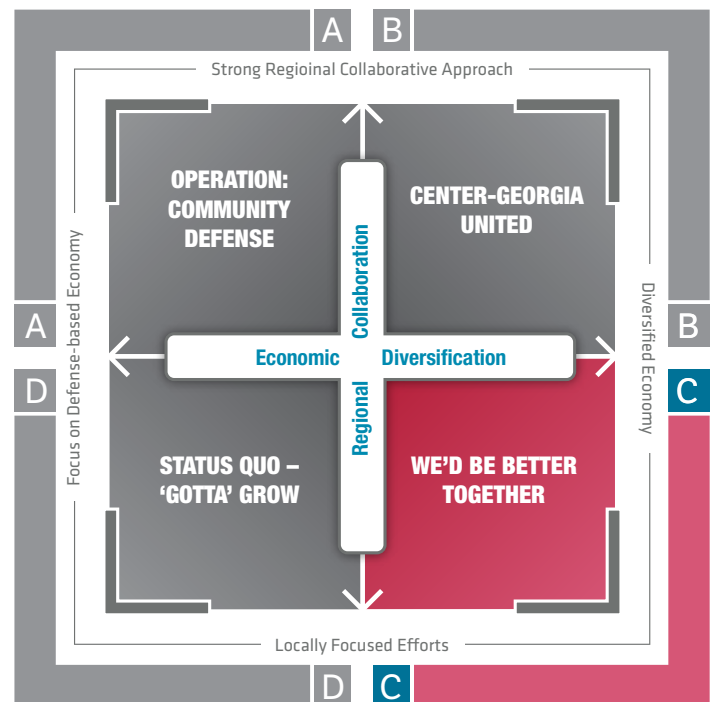 A
B
Strong Regioinal Collaborative Approach
OPERATION:
COMMUNITY
DEFENSE
CENTER-GEORGIA
UNITED
Focus on Defense-based Economy
Diversified Economy
A
B
Regional Collaboration
Economic Diversification
D
C
STATUS QUO –
‘GOTTA’ GROW
WE’D BE BETTER
TOGETHER
Locally Focused Efforts
D
C